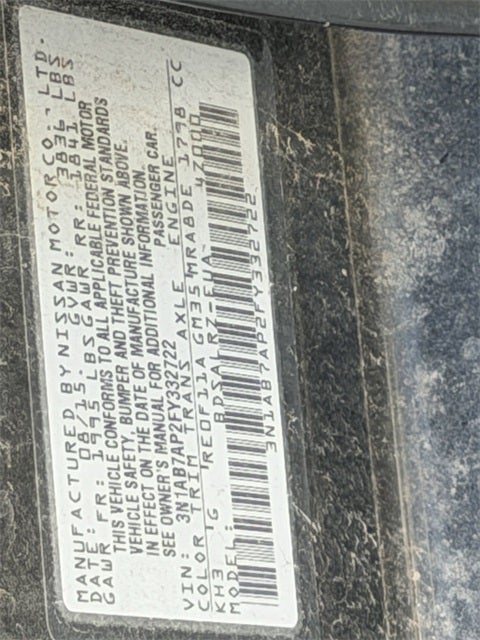 MANUFACTURED BY NISSAN MOTOR CO., LTD.
DATE: 08/15. GVWR: 3836 LBS
GAWR FR: 1995 LBS GAWR RR: 1841 LBS
THIS VEHICLE CONFORMS TO ALL APPLICABLE FEDERAL MOTOR
VEHICLE SAFETY, BUMPER AND THEFT PREVENTION STANDARDS
IN EFFECT ON THE DATE OF MANUFACTURE SHOWN ABOVE.
SEE OWNER'S MANUAL FOR ADDITIONAL INFORMATION.
VIN: 3N1AB7AP2FY332722 PASSENGER CAR.
COLOR TRIM TRANS AXLE ENGINE
KH3 G RE0F11A GM35 MRA8DE 1798 CC
MODEL: BDSALRZ-EUA 4Z000
3N1AB7AP2FY332722